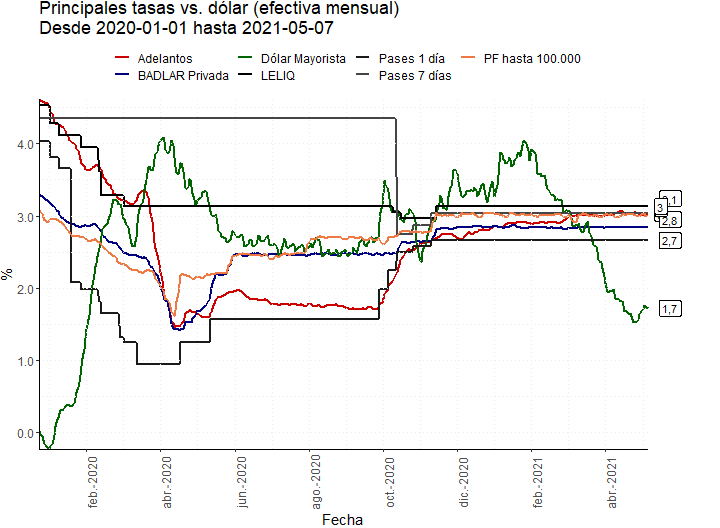 Principales tasas vs. dólar (efectiva mensual)
Desde 2020-01-01 hasta 2021-05-07
Adelantos Dólar Mayorista Pases 1 día PF hasta 100.000
BADLAR Privada LELIQ Pases 7 días
4.0
3.0
2.0
1.0
0.0
%
3
2,8
2,7
1,7
feb.-2020 abr.-2020 jun.-2020 ago.-2020 oct.-2020 dic.-2020 feb.-2021 abr.-2021
Fecha